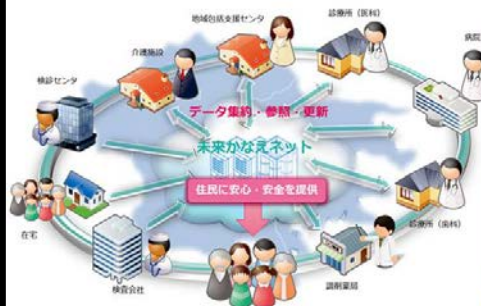 地域包括支援センタ
診療所（医科）
病院
介護施設
検診センタ
データ集約・参照・更新
未来かなえネット
住民に安心・安全を提供
在宅
診療所（歯科）
検査会社
調剤薬局